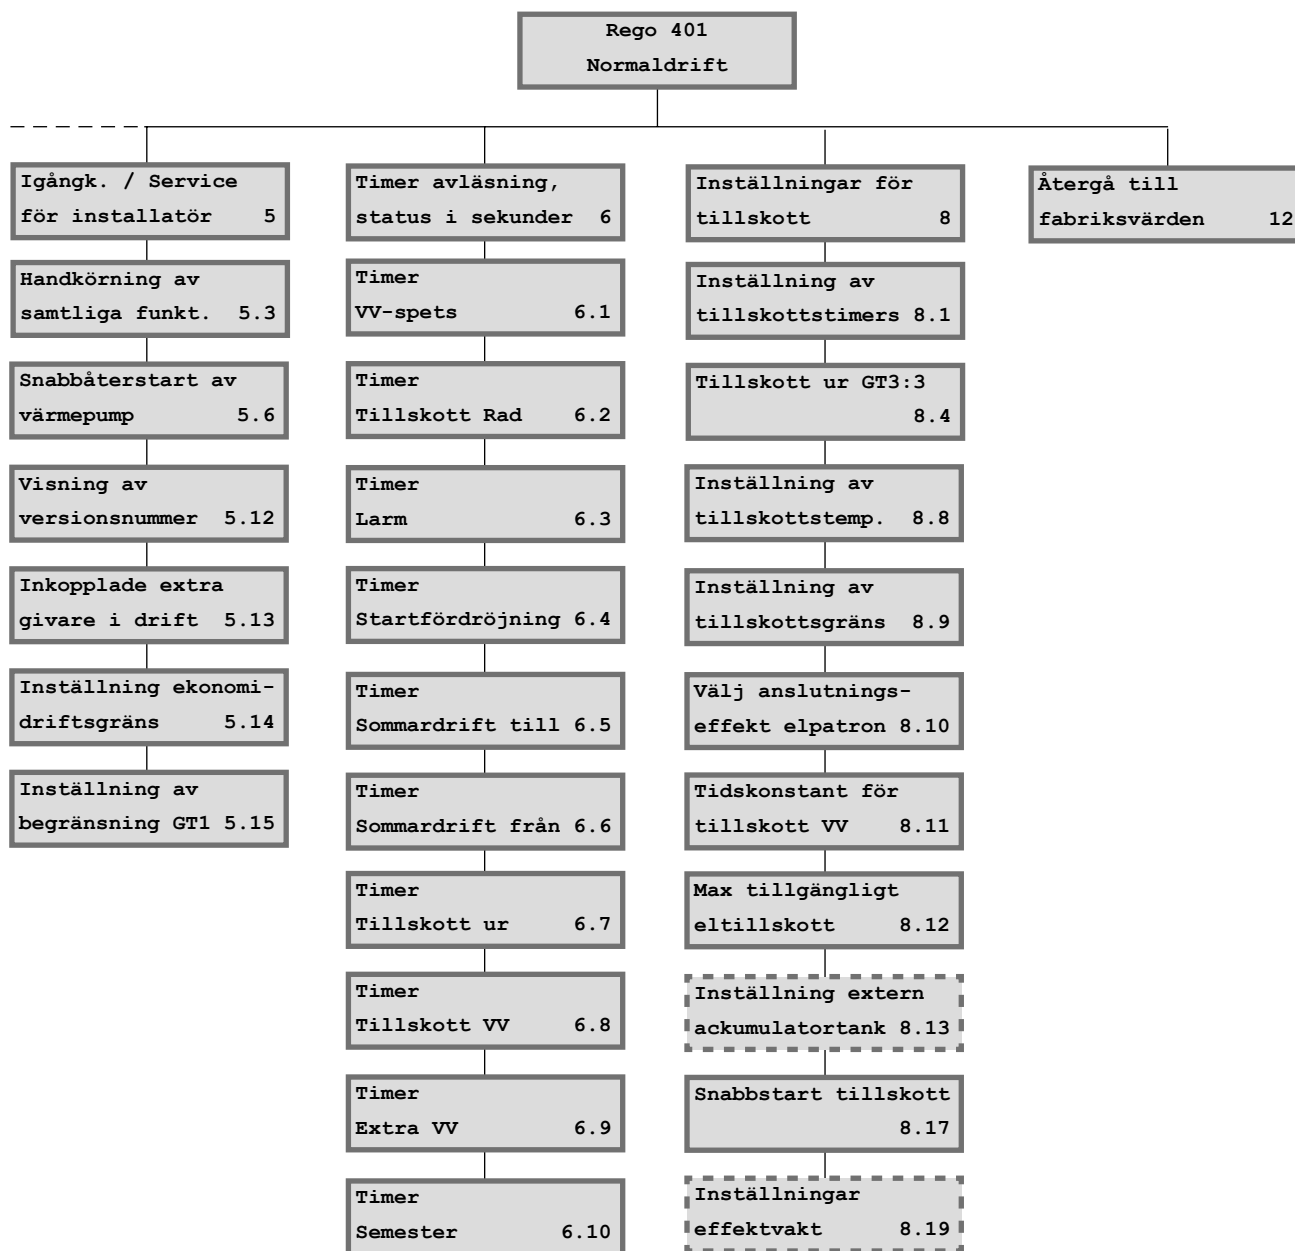 Rego 401
Normaldrift
Igångk. / Service
för installatör 5
Handkörning av
samtliga funkt. 5.3
Snabbåterstart av
värmepump 5.6
Visning av
versionsnummer 5.12
Inkopplade extra
givare i drift 5.13
Inställning ekonomi-
driftsgräns 5.14
Inställning av
begränsning GT1 5.15
Timer avläsning,
status i sekunder 6
Timer
VV-spets 6.1
Timer
Tillskott Rad 6.2
Timer
Larm 6.3
Timer
Startfördröjning 6.4
Timer
Sommardrift till 6.5
Timer
Sommardrift från 6.6
Timer
Tillskott ur 6.7
Timer
Tillskott VV 6.8
Timer
Extra VV 6.9
Timer
Semester 6.10
Inställningar för
tillskott 8
Inställning av
tillskottstimers 8.1
Tillskott ur GT3:3
8.4
Inställning av
tillskottstemp. 8.8
Inställning av
tillskottsgräns 8.9
Välj anslutnings-
effekt elpatron 8.10
Tidskonstant för
tillskott VV 8.11
Max tillgängligt
eltillskott 8.12
Inställning extern
ackumulatortank 8.13
Snabbstart tillskott
8.17
Inställningar
effektvakt 8.19
Återgå till
fabriksvärden 12